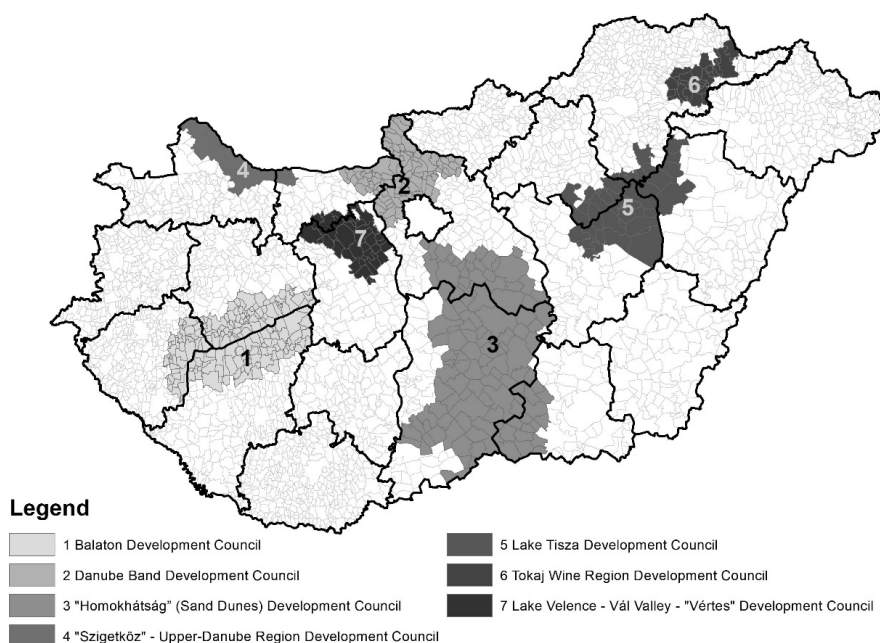 6
4
2
5
7
3
1
Legend
1 Balaton Development Council
2 Danube Band Development Council
3 "Homokhátság" (Sand Dunes) Development Council
4 "Szigetköz" - Upper-Danube Region Development Council
5 Lake Tisza Development Council
6 Tokaj Wine Region Development Council
7 Lake Velence - Vál Valley - "Vértes" Development Council